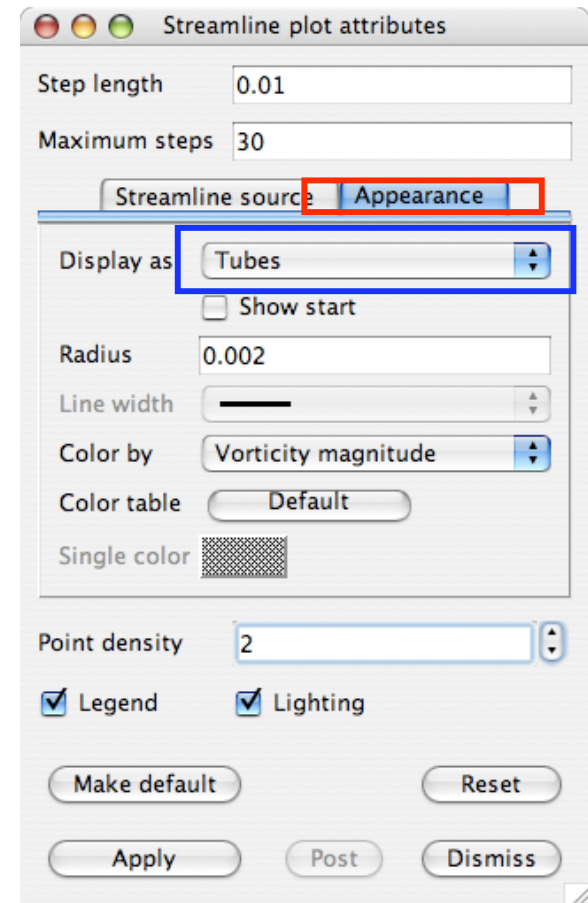 Streamline plot attributes
Step length 0.01
Maximum steps 30
Streamline source Appearance
Display as Tubes
Show start
Radius 0.002
Line width
Color by Vorticity magnitude
Color table Default
Single color
Point density 2
Legend Lighting
Make default Reset
Apply Post Dismiss